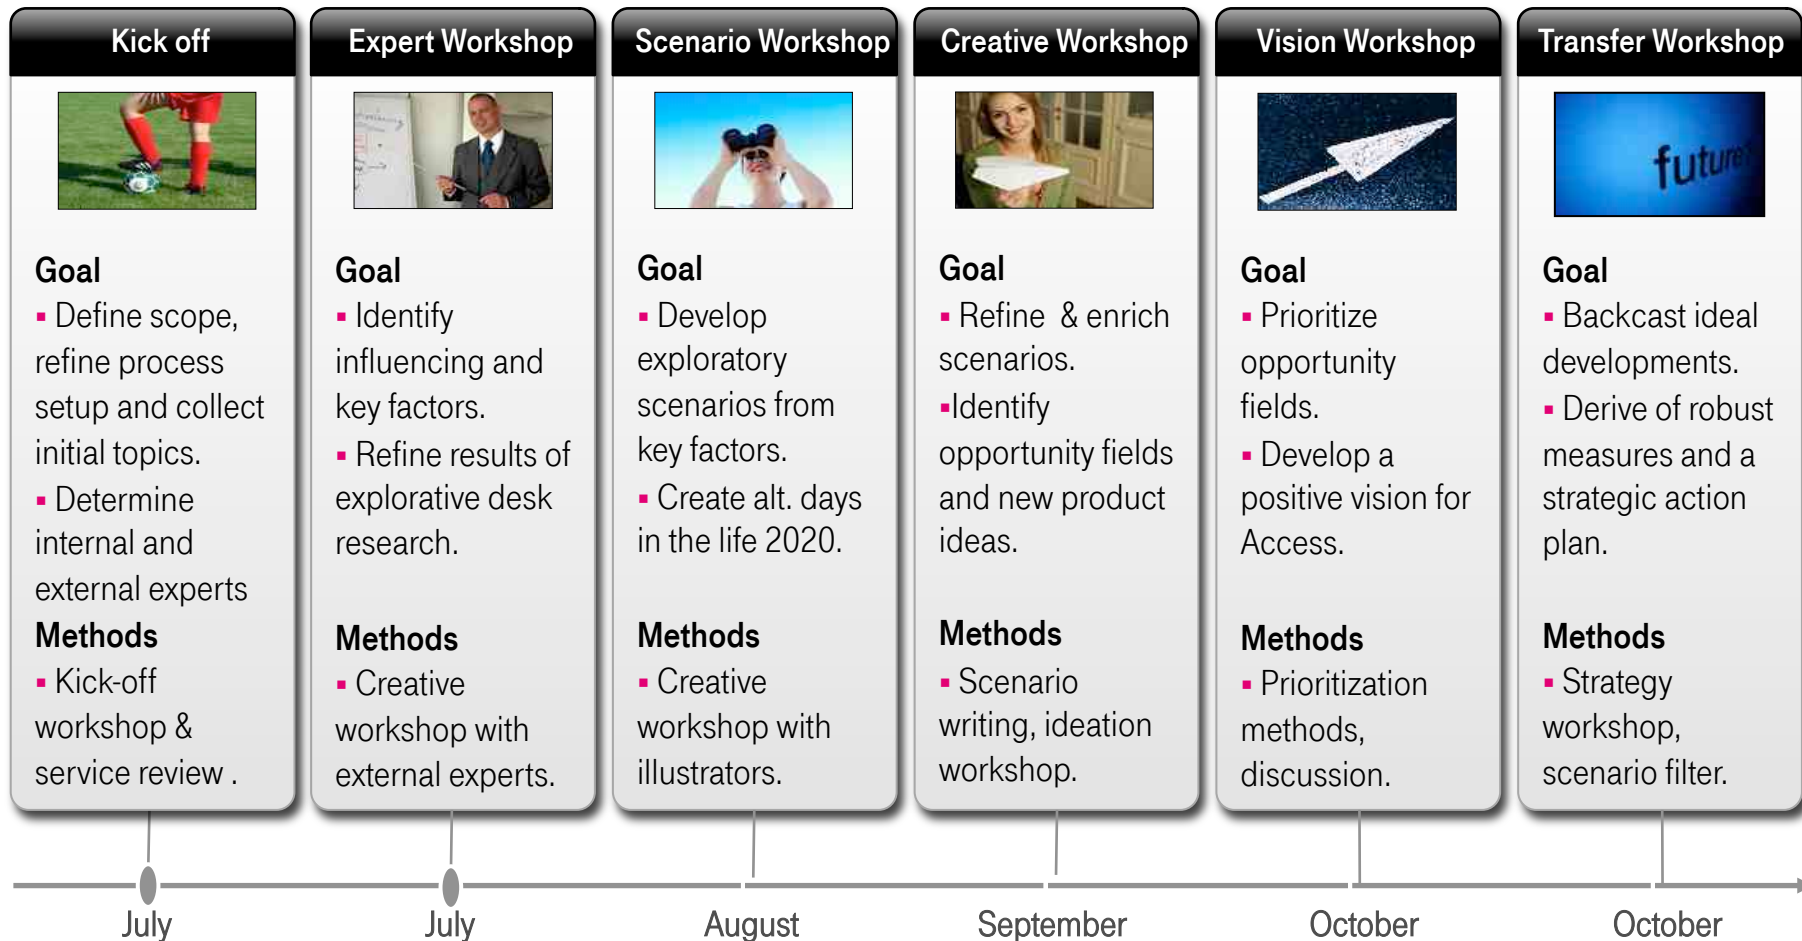 Kick off
Goal
▪ Define scope,
refine process
setup and collect
initial topics.
▪ Determine
internal and
external experts
Methods
▪ Kick-off
workshop &
service review .
July
Expert Workshop
Goal
▪ Identify
influencing and
key factors.
▪ Refine results of
explorative desk
research.
Methods
▪ Creative
workshop with
external experts.
July
Scenario Workshop
Goal
▪ Develop
exploratory
scenarios from
key factors.
▪ Create alt. days
in the life 2020.
Methods
▪ Creative
workshop with
illustrators.
August
Creative Workshop
Goal
▪ Refine & enrich
scenarios.
▪Identify
opportunity fields
and new product
ideas.
Methods
▪ Scenario
writing, ideation
workshop.
September
Vision Workshop
Goal
▪ Prioritize
opportunity
fields.
▪ Develop a
positive vision for
Access.
Methods
▪ Prioritization
methods,
discussion.
October
Transfer Workshop
future
Goal
▪ Backcast ideal
developments.
▪ Derive of robust
measures and a
strategic action
plan.
Methods
▪ Strategy
workshop,
scenario filter.
October